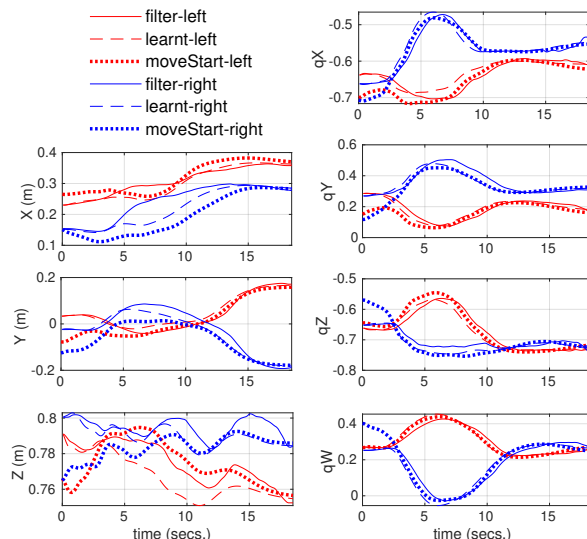 filter-left
learnt-left
moveStart-left
filter-right
learnt-right
moveStart-right
X (m)
0.4
0.3
0.2
0.1
0 5 10 15
Y (m)
0.2
0
-0.2
0 5 10 15
Z (m)
0.8
0.78
0.76
0 5 10 15
time (secs.)
qX
-0.5
-0.6
-0.7
0 5 10 15
qY
0.6
0.4
0.2
0
0 5 10 15
qZ
-0.5
-0.6
-0.7
-0.8
0 5 10 15
qW
0.4
0.2
0
0 5 10 15
time (secs.)